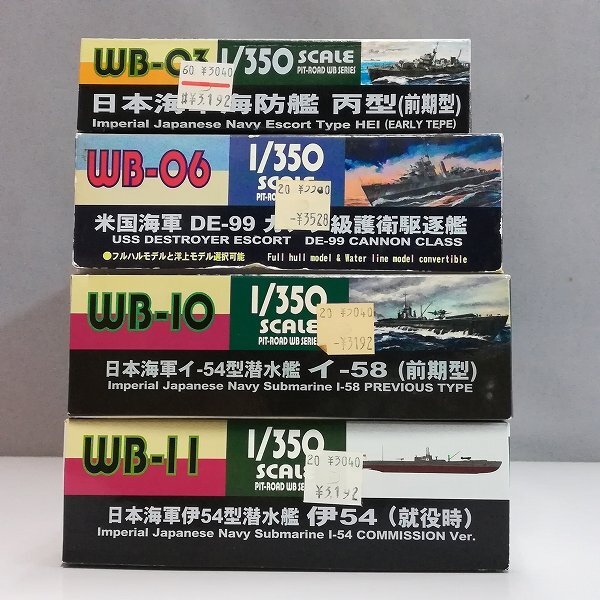 WB-03 1/350 SCALE
PIT-ROAD WB SERIES
60 ¥3040
¥3,192
日本海軍海防艦 丙型(前期型)
Imperial Japanese Navy Escort Type HEI (EARLY TEPE)
WB-06 1/350
SCALE
20
-¥3528
米国海軍 DE-99 級護衛駆逐艦
USS DESTROYER ESCORT DE-99 CANNON CLASS
●フルハルモデルと洋上モデル選択可能 Full hull model & Water line model convertible
WB-10 1/350
SCALE
PIT-ROAD WB SERIE
20 ¥3040
-¥3192
日本海軍イ-54型潜水艦 イ-58 (前期型)
Imperial Japanese Navy Submarine I-58 PREVIOUS TYPE
WB-11 1/350
SCALE
PIT-ROAD WB SERI
20 ¥3040
¥3192
日本海軍伊54型潜水艦 伊54 (就役時)
Imperial Japanese Navy Submarine I-54 COMMISSION Ver.